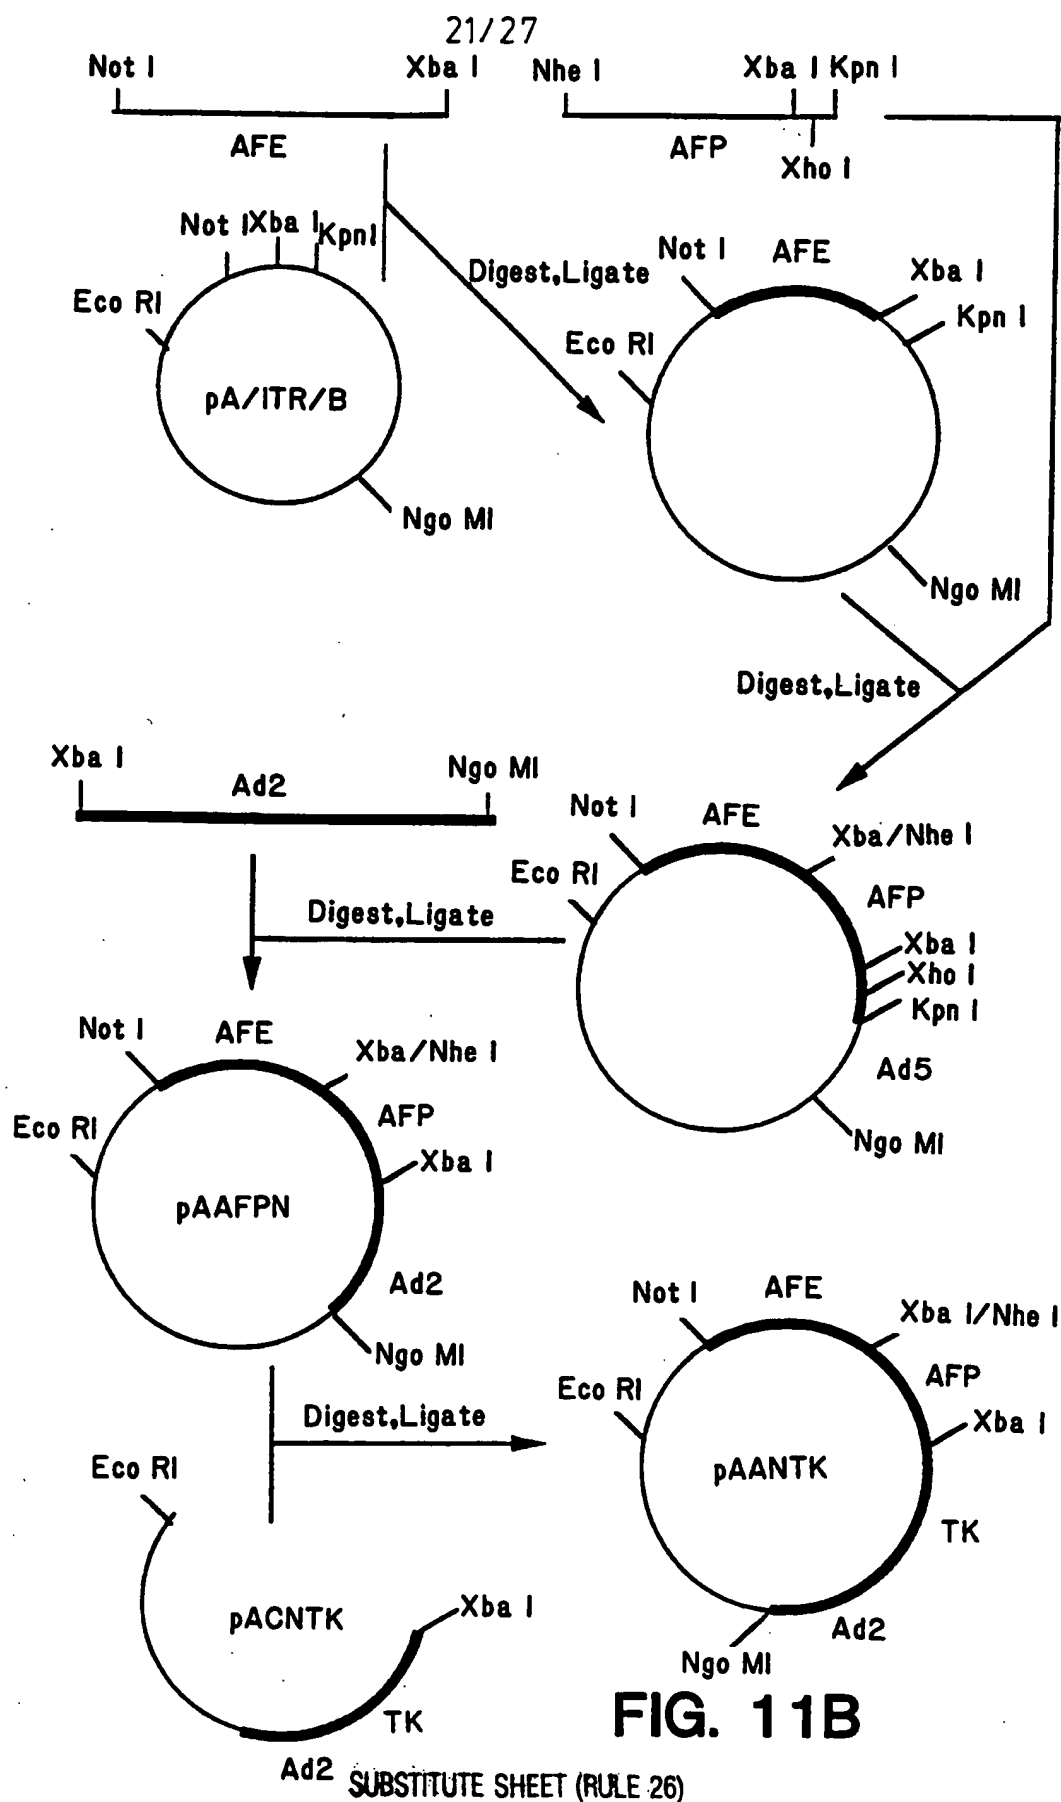 21/27
Not I
Xba I
Nhe I
Xba I
Kpn I
AFE
AFP
Xho I
Not I
Xba I
Kpn I
Eco RI
pA/ITR/B
Ngo MI
Digest,Ligate
Not I
AFE
Xba I
Kpn I
Eco RI
Ngo MI
Digest,Ligate
Xba I
Ad2
Ngo MI
Not I
AFE
Xba/Nhe I
Eco RI
AFP
Xba I
Xho I
Kpn I
Ad5
Ngo MI
Digest,Ligate
Not I
AFE
Xba/Nhe I
Eco RI
AFP
Xba I
pAAFPN
Ad2
Ngo MI
Digest,Ligate
Not I
AFE
Xba I/Nhe I
Eco RI
AFP
Xba I
pAANTK
TK
Ad2
Ngo MI
Eco RI
pACNTK
Xba I
TK
Ad2
FIG. 11B
SUBSTITUTE SHEET (RULE 26)